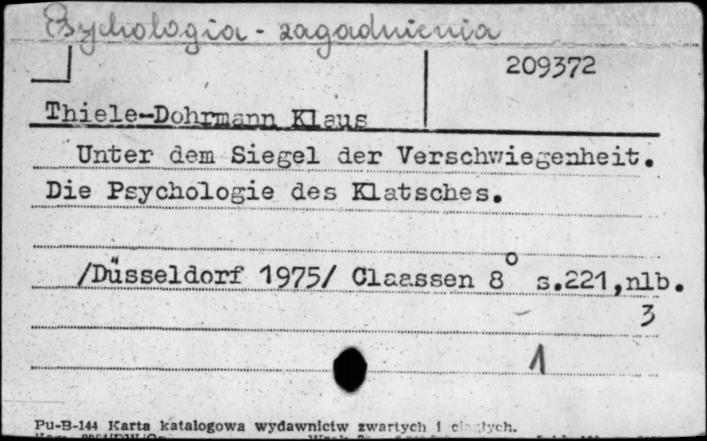 Psychologia - zagadnienia
209372
Thiele-Dohrmann Klaus
Unter dem Siegel der Verschwiegenheit.
Die Psychologie des Klatsches.
/Düsseldorf 1975/ Claassen 8° s.221,nlb.
3
1
Pu-B-144 Karta katalogowa wydawnictw zwartych i ciągłych.